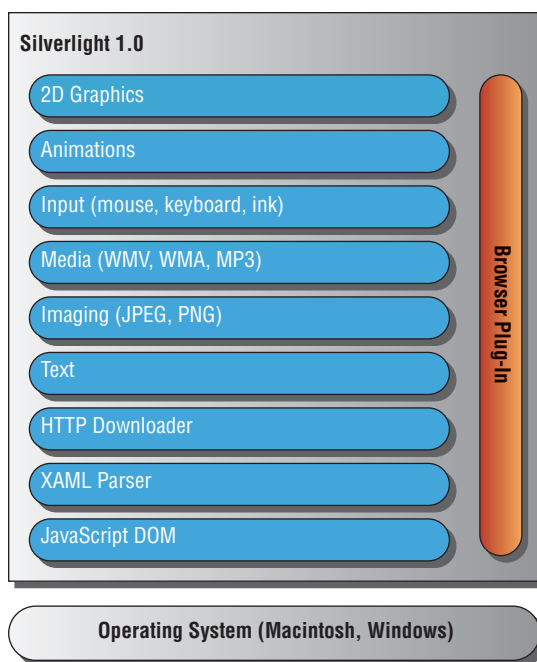 Silverlight 1.0
2D Graphics
Animations
Input (mouse, keyboard, ink)
Media (WMV, WMA, MP3)
Imaging (JPEG, PNG)
Text
HTTP Downloader
XAML Parser
JavaScript DOM
Browser Plug-In
Operating System (Macintosh, Windows)